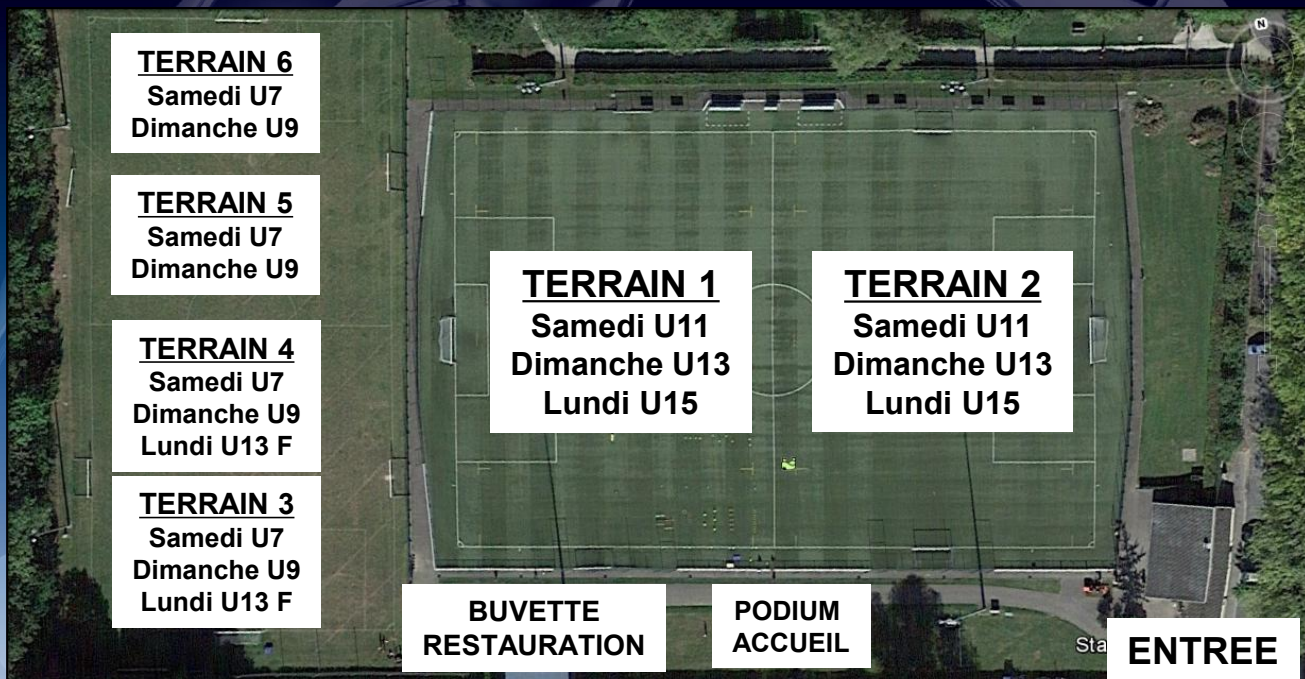 TERRAIN 6
Samedi U7
Dimanche U9
TERRAIN 5
Samedi U7
Dimanche U9
TERRAIN 4
Samedi U7
Dimanche U9
Lundi U13 F
TERRAIN 3
Samedi U7
Dimanche U9
Lundi U13 F
TERRAIN 1
Samedi U11
Dimanche U13
Lundi U15
TERRAIN 2
Samedi U11
Dimanche U13
Lundi U15
BUVETTE
RESTAURATION
PODIUM
ACCUEIL
Sta
ENTREE
N